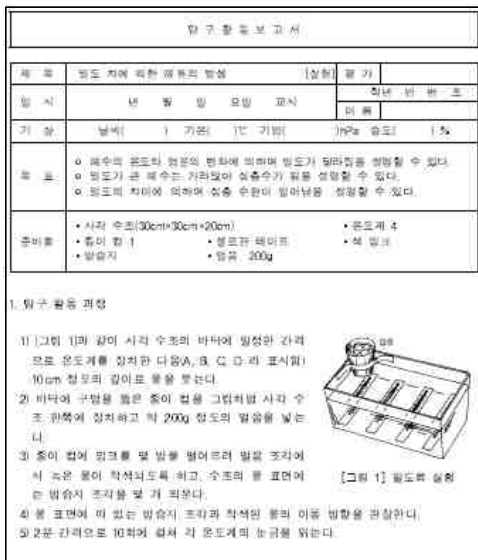 탐 구 활 동 보 고 서
제 목 밀도 차에 의한 해류의 발생 [실험] 평 가
일 시 년 월 일 요일 교시 학년 반 번 호
이 름
기 상 날씨( ) 기온( )℃ 기압( )hPa 습도( ) %
목 표 o 해수의 온도와 염분의 변화에 의하여 밀도가 달라짐을 설명할 수 있다.
o 밀도가 큰 해수는 가라앉아 심층수가 됨을 설명할 수 있다.
o 밀도의 차이에 의하여 심층 순환이 일어남을 설명할 수 있다.
준비물 • 사각 수조(30cm×30cm×20cm) • 온도계 4
• 종이 컵 1 • 셀로판 테이프 • 색 잉크
• 방습지 • 얼음 200g
1. 탐구 활동 과정
1) [그림 1]과 같이 사각 수조의 바닥에 일정한 간격
으로 온도계를 장치한 다음(A, B, C, D 라 표시함)
10cm 정도의 깊이로 물을 붓는다.
2) 바닥에 구멍을 뚫은 종이 컵을 그림처럼 사각 수
조 한쪽에 장치하고 약 200g 정도의 얼음을 넣는
다.
3) 종이 컵에 잉크를 몇 방울 떨어뜨려 얼음 조각에
서 녹은 물이 착색되도록 하고, 수조의 물 표면에
는 방습지 조각을 몇 개 띄운다.
얼음
[그림 1] 밀도류 실험
4) 물 표면에 떠 있는 방습지 조각과 착색된 물의 이동 방향을 관찰한다.
5) 2분 간격으로 10회에 걸쳐 각 온도계의 눈금을 읽는다.